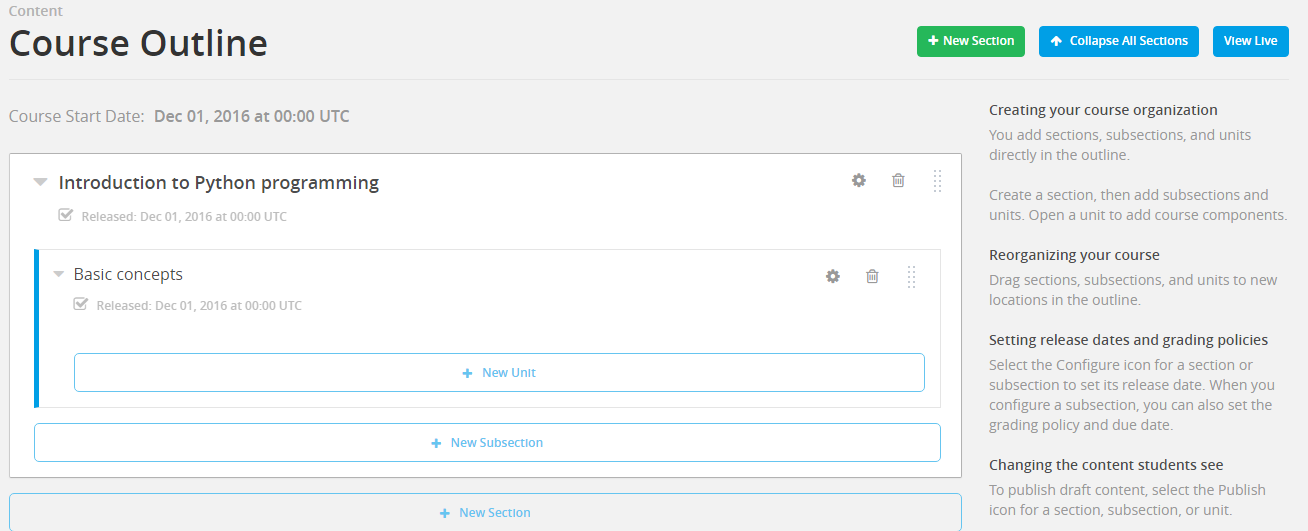 Content
Course Outline
+ New Section
Collapse All Sections
View Live
Course Start Date: Dec 01, 2016 at 00:00 UTC
Introduction to Python programming
Released: Dec 01, 2016 at 00:00 UTC
Basic concepts
Released: Dec 01, 2016 at 00:00 UTC
+ New Unit
+ New Subsection
+ New Section
Creating your course organization
You add sections, subsections, and units
directly in the outline.
Create a section, then add subsections and
units. Open a unit to add course components.
Reorganizing your course
Drag sections, subsections, and units to new
locations in the outline.
Setting release dates and grading policies
Select the Configure icon for a section or
subsection to set its release date. When you
configure a subsection, you can also set the
grading policy and due date.
Changing the content students see
To publish draft content, select the Publish
icon for a section, subsection, or unit.